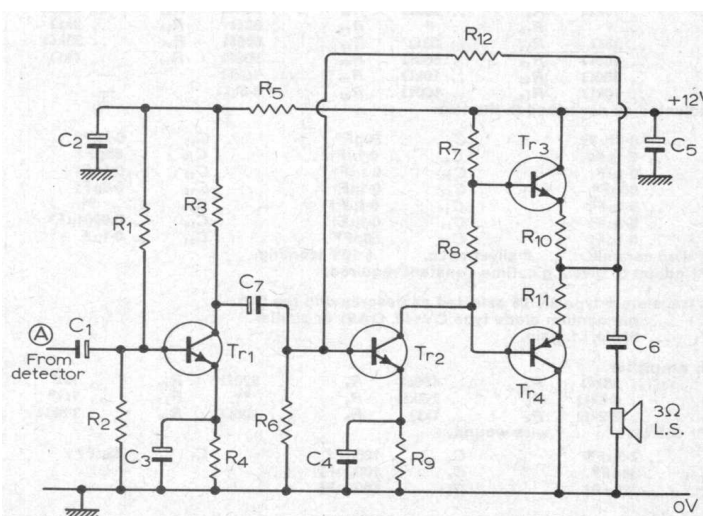 R12
R5
+12V
C2
R7
Tr3
C5
R1
R3
R8
R10
C7
R11
A
C1
From
detector
Tr1
Tr2
Tr4
C6
3Ω
L.S.
R2
R6
C3
R4
C4
R9
0V